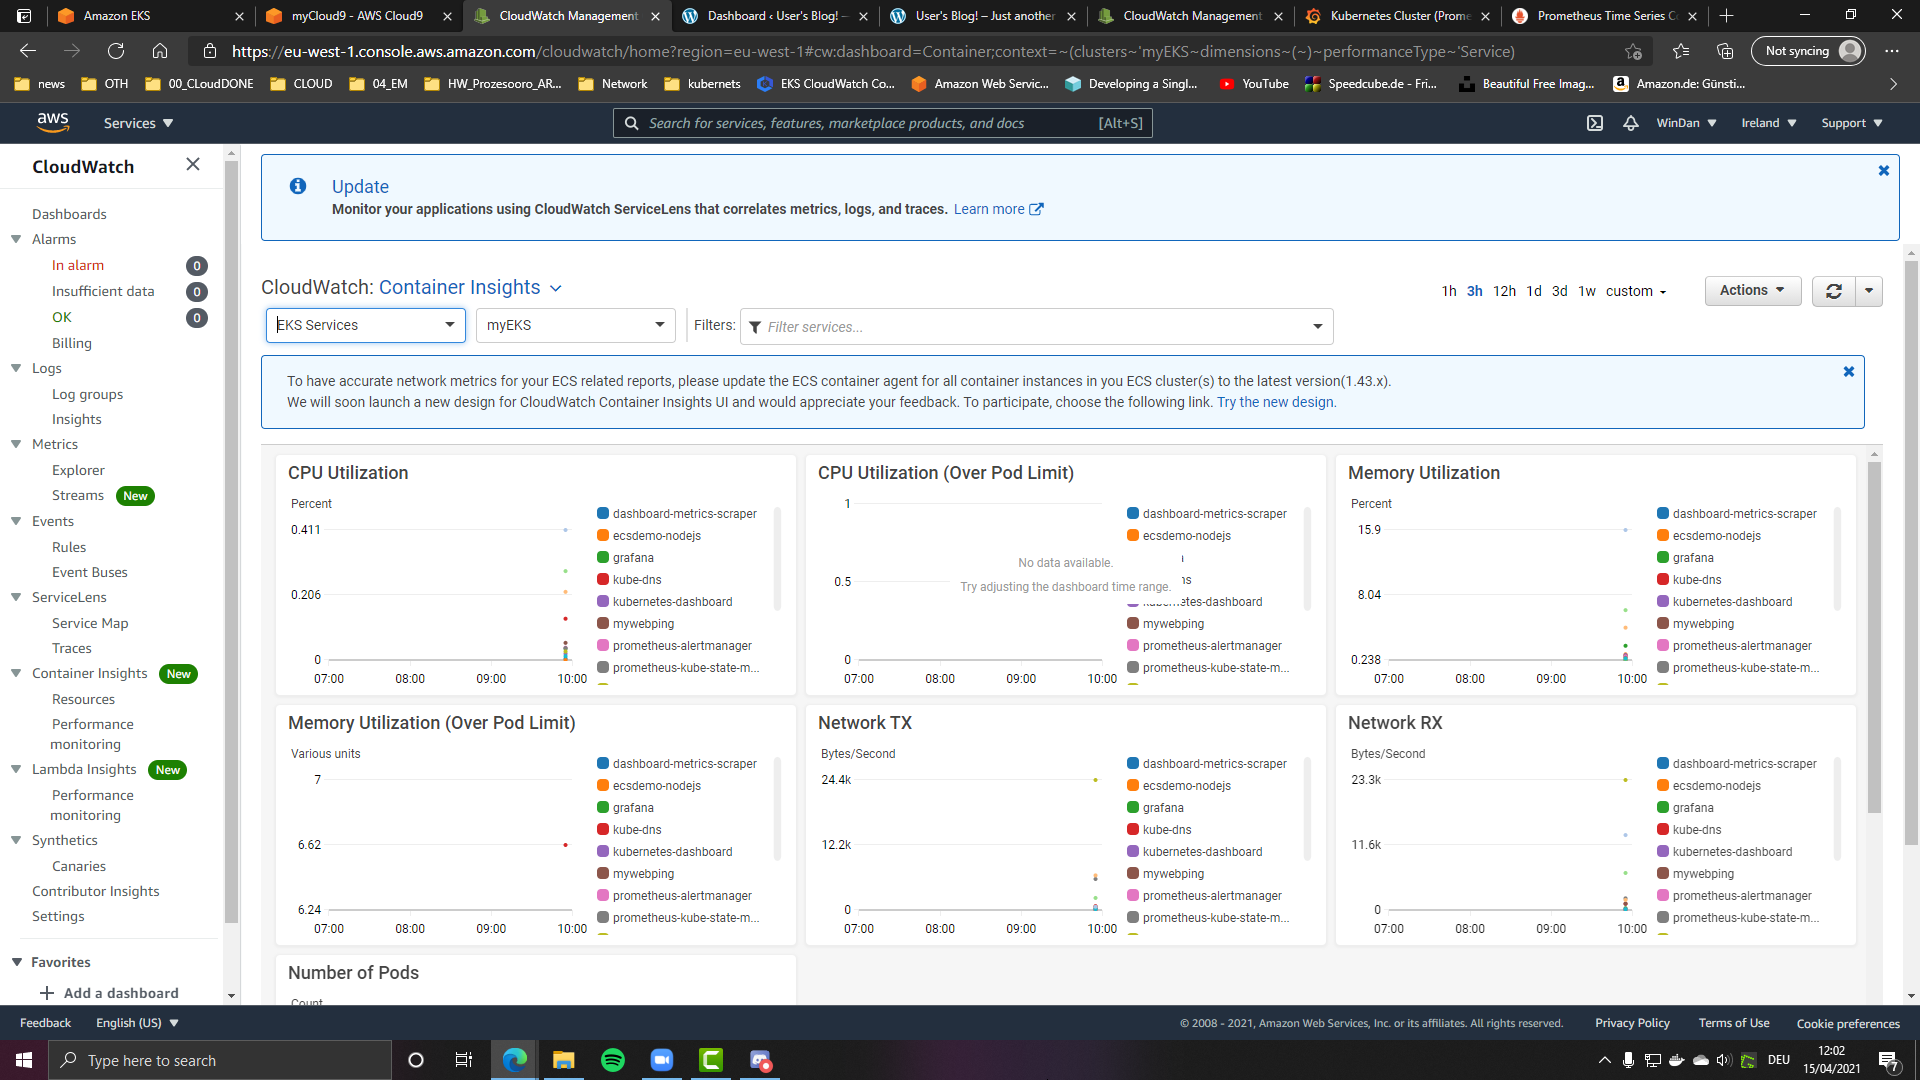 Amazon EKS
myCloud9 - AWS Cloud9
CloudWatch Management
Dashboard ‹ User's Blog! —
User's Blog! – Just another
CloudWatch Management
Kubernetes Cluster (Prome
Prometheus Time Series Co
https://eu-west-1.console.aws.amazon.com/cloudwatch/home?region=eu-west-1#cw:dashboard=Container;context=~(clusters~'myEKS~dimensions~(~)~performanceType~'Service)
Not syncing
news
OTH
00_CLoudDONE
CLOUD
04_EM
HW_Prozesooro_AR...
Network
kubernets
EKS CloudWatch Co...
Amazon Web Servic...
Developing a Singl...
YouTube
Speedcube.de - Fri...
Beautiful Free Imag...
Amazon.de: Günsti...
aws
Services
Search for services, features, marketplace products, and docs
[Alt+S]
WinDan
Ireland
Support
CloudWatch
Dashboards
Alarms
In alarm 0
Insufficient data 0
OK 0
Billing
Logs
Log groups
Insights
Metrics
Explorer
Streams New
Events
Rules
Event Buses
ServiceLens
Service Map
Traces
Container Insights New
Resources
Performance
monitoring
Lambda Insights New
Performance
monitoring
Synthetics
Canaries
Contributor Insights
Settings
Favorites
Add a dashboard
Update
Monitor your applications using CloudWatch ServiceLens that correlates metrics, logs, and traces. Learn more
CloudWatch: Container Insights
1h 3h 12h 1d 3d 1w custom
Actions
EKS Services
myEKS
Filters:
Filter services...
To have accurate network metrics for your ECS related reports, please update the ECS container agent for all container instances in you ECS cluster(s) to the latest version(1.43.x).
We will soon launch a new design for CloudWatch Container Insights UI and would appreciate your feedback. To participate, choose the following link. Try the new design.
CPU Utilization
Percent
0.411
0.206
0
07:00 08:00 09:00 10:00
dashboard-metrics-scraper
ecsdemo-nodejs
grafana
kube-dns
kubernetes-dashboard
mywebping
prometheus-alertmanager
prometheus-kube-state-m...
CPU Utilization (Over Pod Limit)
1
0.5
0
No data available.
Try adjusting the dashboard time range.
07:00 08:00 09:00 10:00
dashboard-metrics-scraper
ecsdemo-nodejs
kubernetes-dashboard
mywebping
prometheus-alertmanager
prometheus-kube-state-m...
Memory Utilization
Percent
15.9
8.04
0.238
07:00 08:00 09:00 10:00
dashboard-metrics-scraper
ecsdemo-nodejs
grafana
kube-dns
kubernetes-dashboard
mywebping
prometheus-alertmanager
prometheus-kube-state-m...
Memory Utilization (Over Pod Limit)
Various units
7
6.62
6.24
07:00 08:00 09:00 10:00
dashboard-metrics-scraper
ecsdemo-nodejs
grafana
kube-dns
kubernetes-dashboard
mywebping
prometheus-alertmanager
prometheus-kube-state-m...
Network TX
Bytes/Second
24.4k
12.2k
0
07:00 08:00 09:00 10:00
dashboard-metrics-scraper
ecsdemo-nodejs
grafana
kube-dns
kubernetes-dashboard
mywebping
prometheus-alertmanager
prometheus-kube-state-m...
Network RX
Bytes/Second
23.3k
11.6k
0
07:00 08:00 09:00 10:00
dashboard-metrics-scraper
ecsdemo-nodejs
grafana
kube-dns
kubernetes-dashboard
mywebping
prometheus-alertmanager
prometheus-kube-state-m...
Number of Pods
Count
Feedback
English (US)
© 2008 - 2021, Amazon Web Services, Inc. or its affiliates. All rights reserved.
Privacy Policy
Terms of Use
Cookie preferences
Type here to search
DEU
12:02
15/04/2021
7